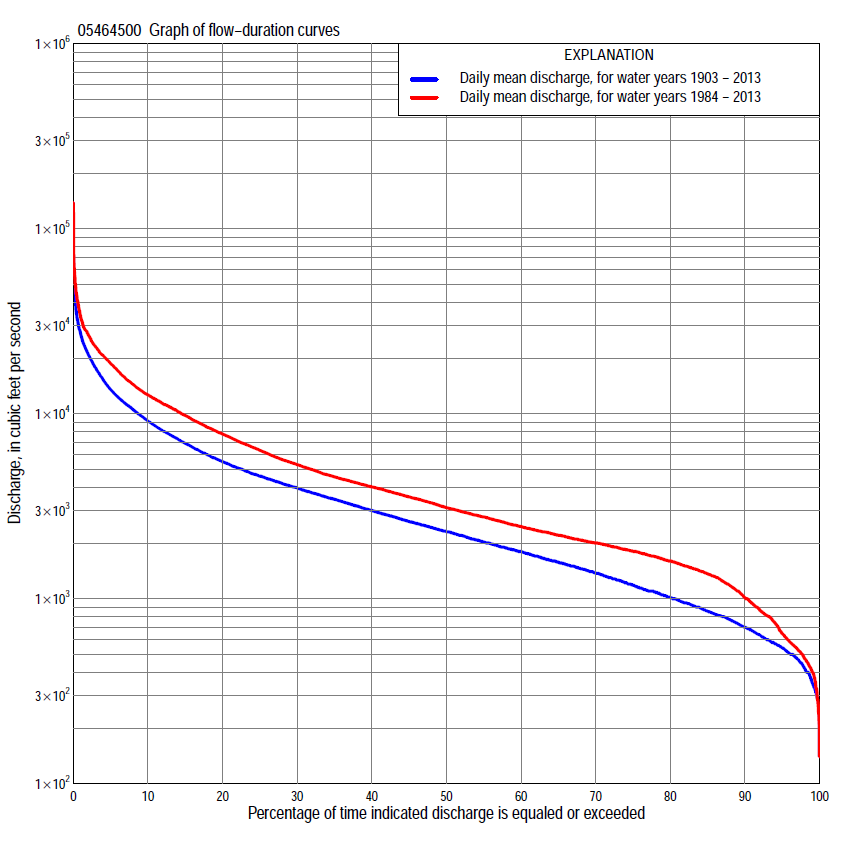 05464500 Graph of flow−duration curves
EXPLANATION
Daily mean discharge, for water years 1903 − 2013
Daily mean discharge, for water years 1984 − 2013
Discharge, in cubic feet per second
1×10⁶
3×10⁵
1×10⁵
3×10⁴
1×10⁴
3×10³
1×10³
3×10²
1×10²
0 10 20 30 40 50 60 70 80 90 100
Percentage of time indicated discharge is equaled or exceeded